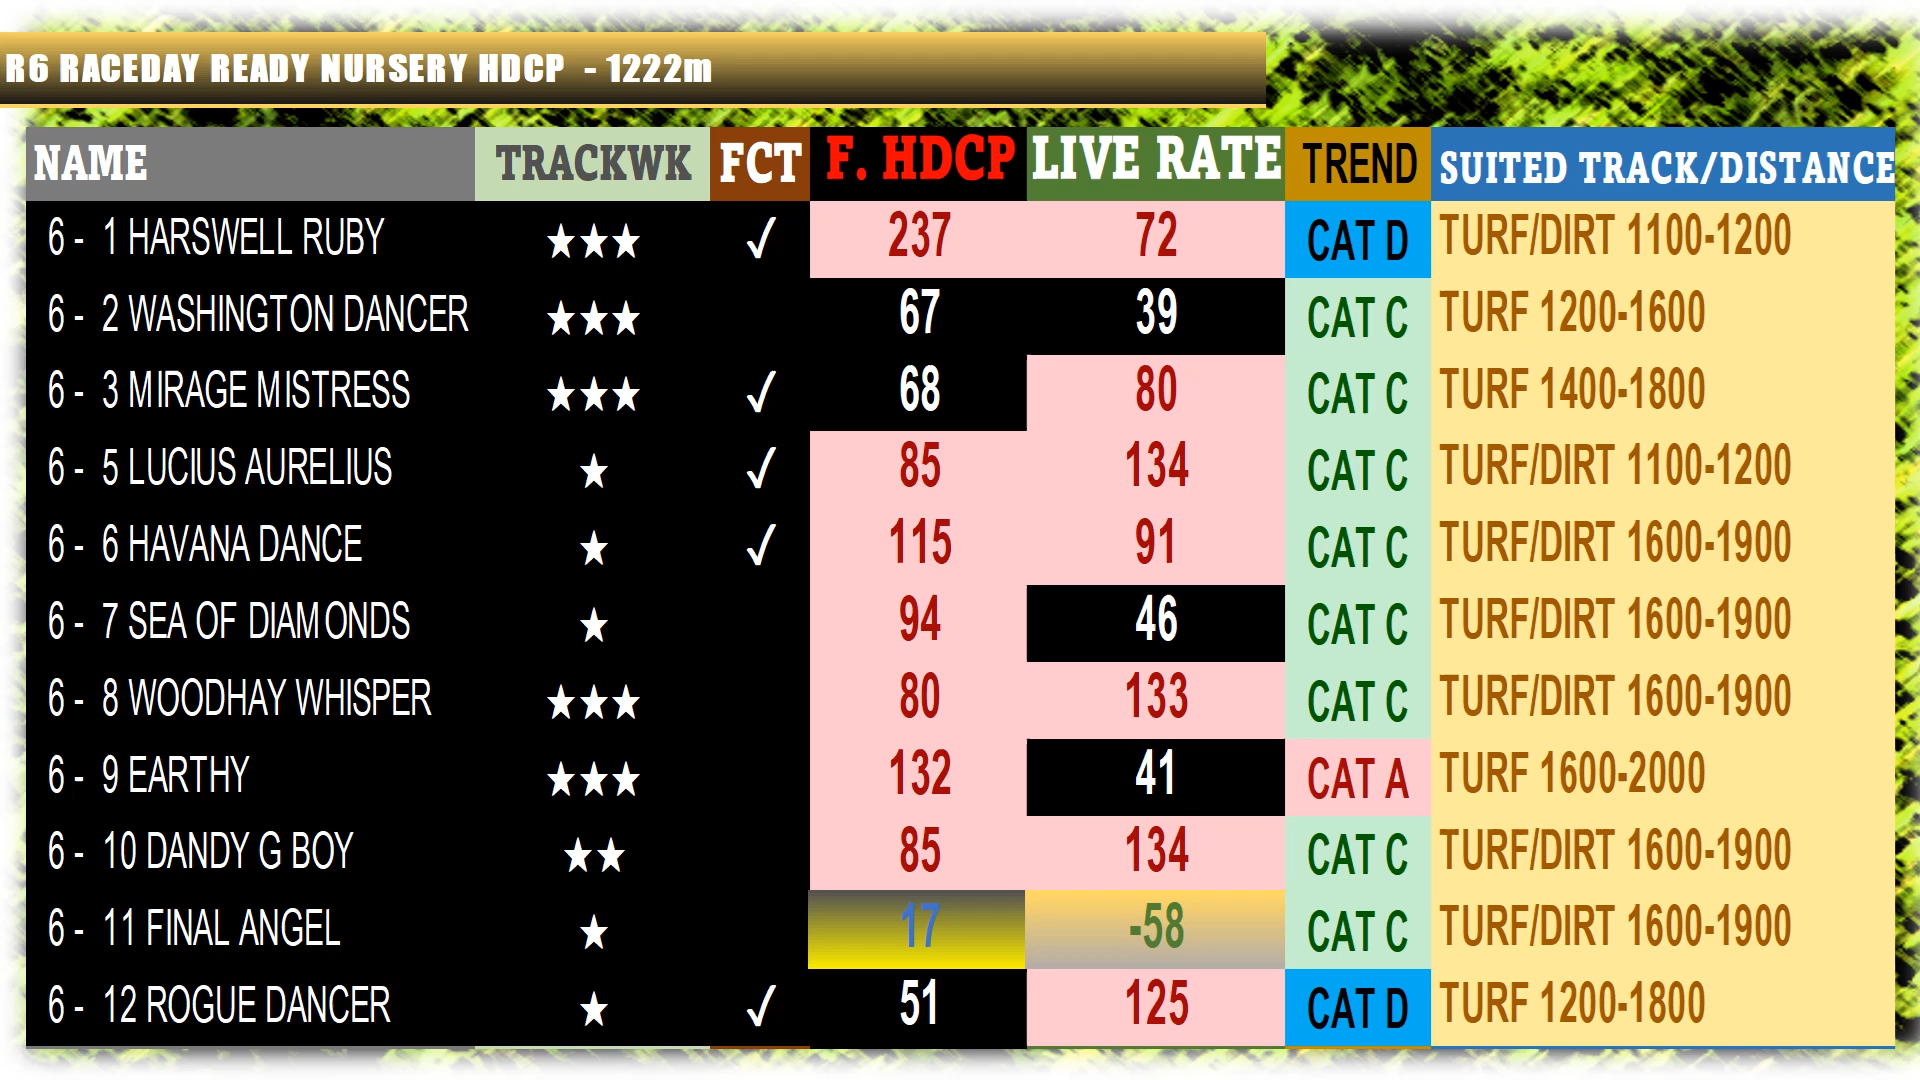 R6 RACEDAY READY NURSERY HDCP - 1222m
NAME TRACKWK FCT F. HDCP LIVE RATE TREND SUITED TRACK/DISTANCE
6 - 1 HARSWELL RUBY ★★★ ✓ 237 72 CAT D TURF/DIRT 1100-1200
6 - 2 WASHINGTON DANCER ★★★ 67 39 CAT C TURF 1200-1600
6 - 3 MIRAGE MISTRESS ★★★ ✓ 68 80 CAT C TURF 1400-1800
6 - 5 LUCIUS AURELIUS ★ ✓ 85 134 CAT C TURF/DIRT 1100-1200
6 - 6 HAVANA DANCE ★ ✓ 115 91 CAT C TURF/DIRT 1600-1900
6 - 7 SEA OF DIAMONDS ★ 94 46 CAT C TURF/DIRT 1600-1900
6 - 8 WOODHAY WHISPER ★★★ 80 133 CAT C TURF/DIRT 1600-1900
6 - 9 EARTHY ★★★ 132 41 CAT A TURF 1600-2000
6 - 10 DANDY G BOY ★★ 85 134 CAT C TURF/DIRT 1600-1900
6 - 11 FINAL ANGEL ★ 17 -58 CAT C TURF/DIRT 1600-1900
6 - 12 ROGUE DANCER ★ ✓ 51 125 CAT D TURF 1200-1800